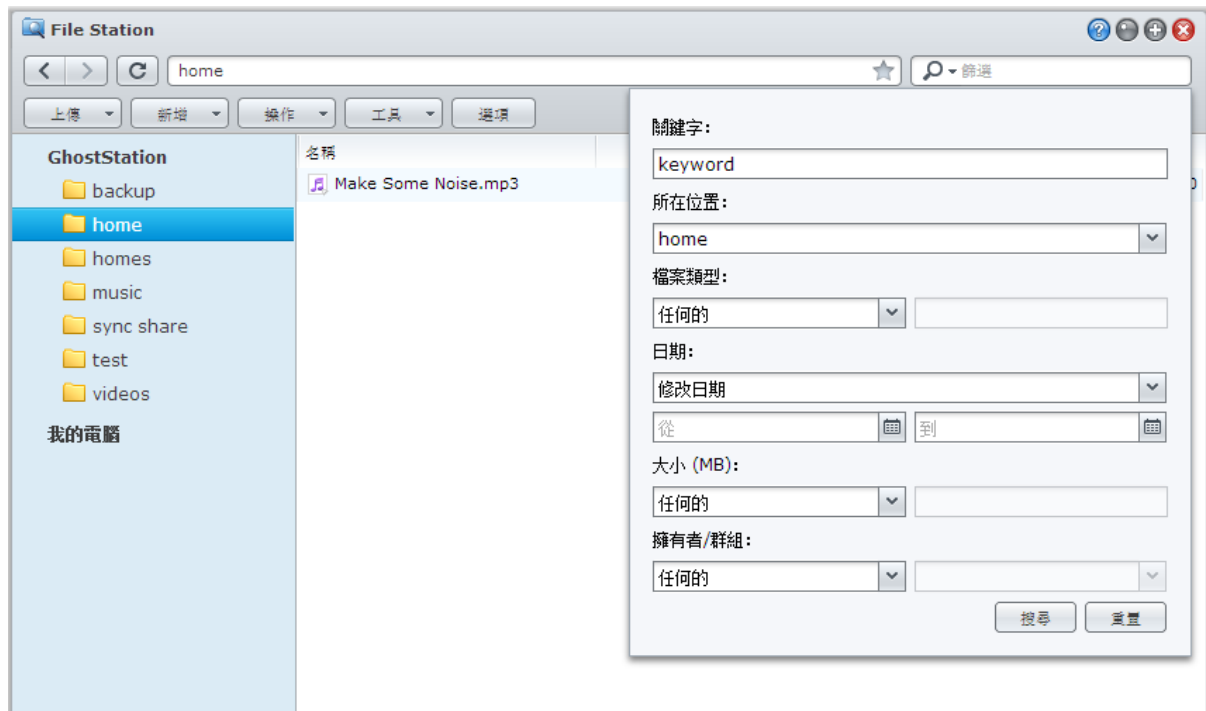 File Station
home
篩選
上傳
新增
操作
工具
選項
GhostStation
backup
home
homes
music
sync share
test
videos
我的電腦
名稱
Make Some Noise.mp3
關鍵字:
keyword
所在位置:
home
檔案類型:
任何的
日期:
修改日期
從
到
大小 (MB):
任何的
擁有者/群組:
任何的
搜尋
重置